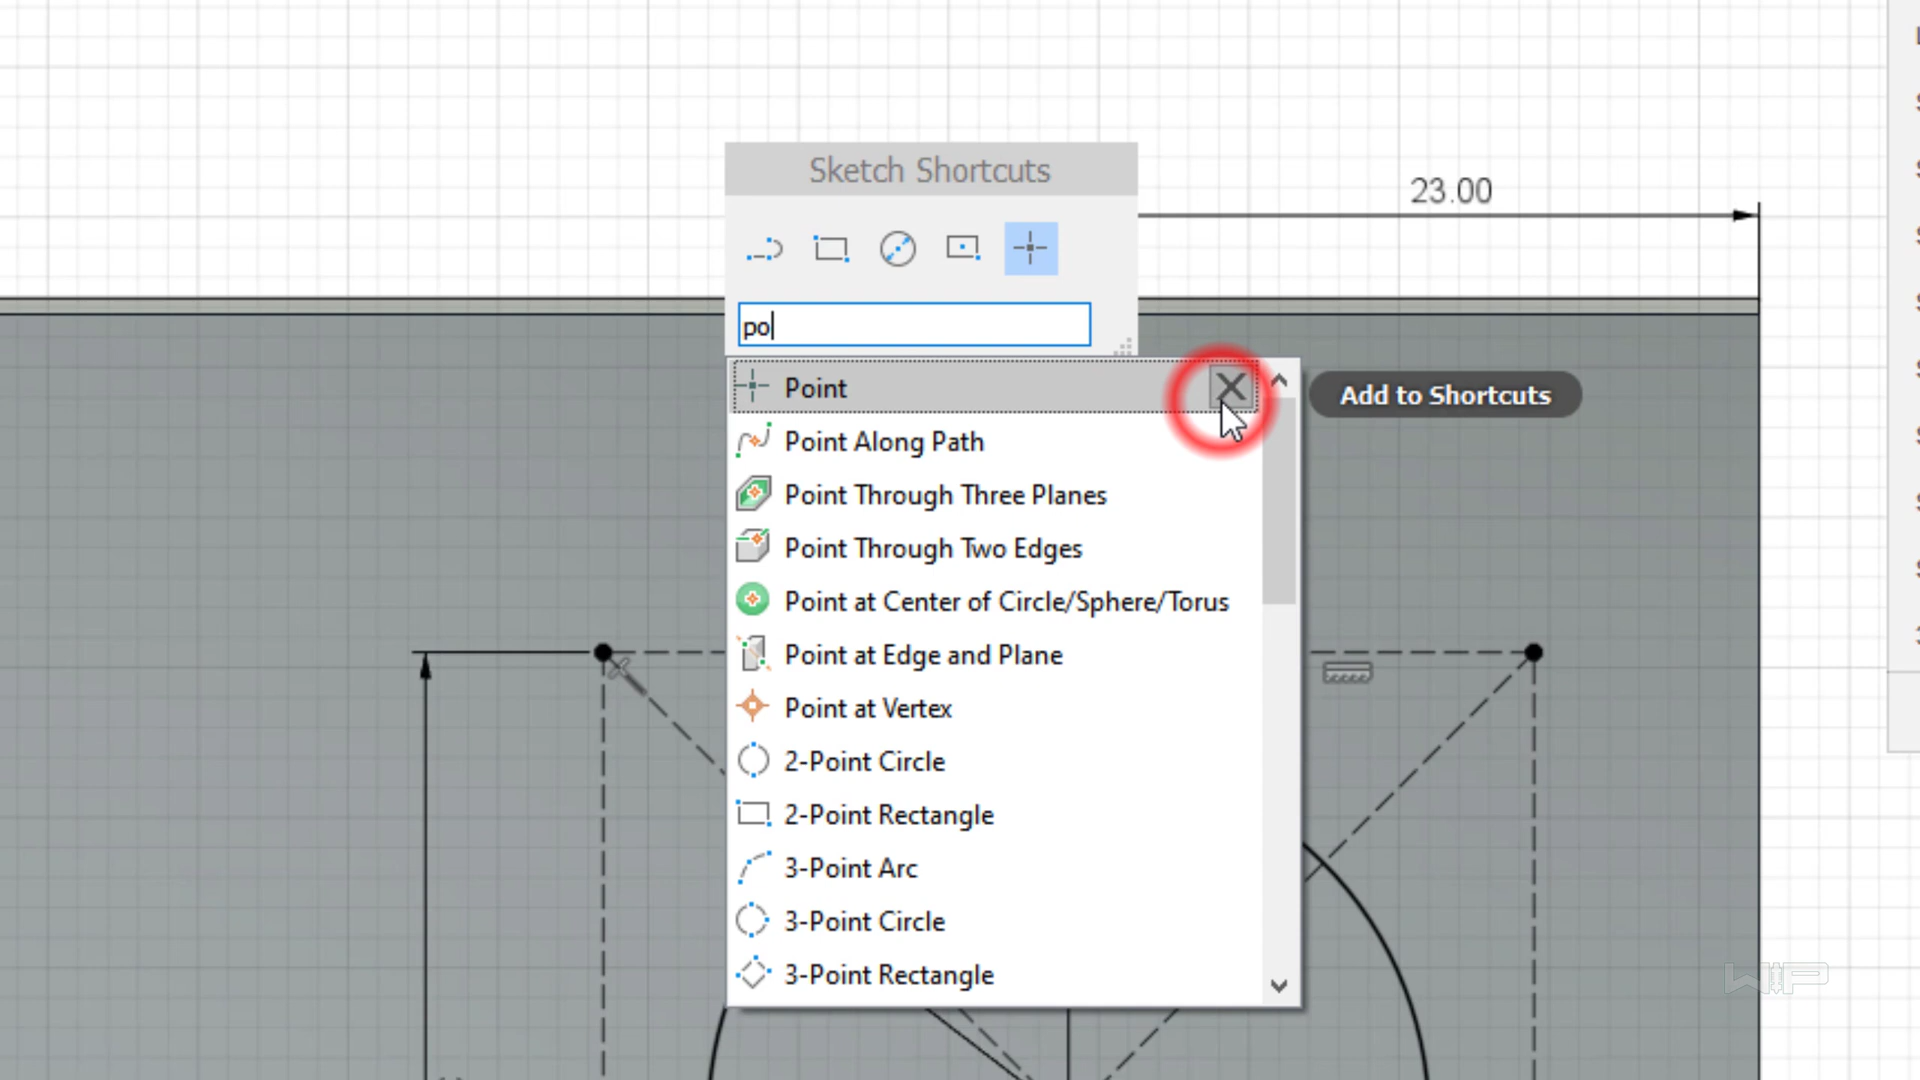 Sketch Shortcuts
23.00
po
Point
Add to Shortcuts
Point Along Path
Point Through Three Planes
Point Through Two Edges
Point at Center of Circle/Sphere/Torus
Point at Edge and Plane
Point at Vertex
2-Point Circle
2-Point Rectangle
3-Point Arc
3-Point Circle
3-Point Rectangle
WIP